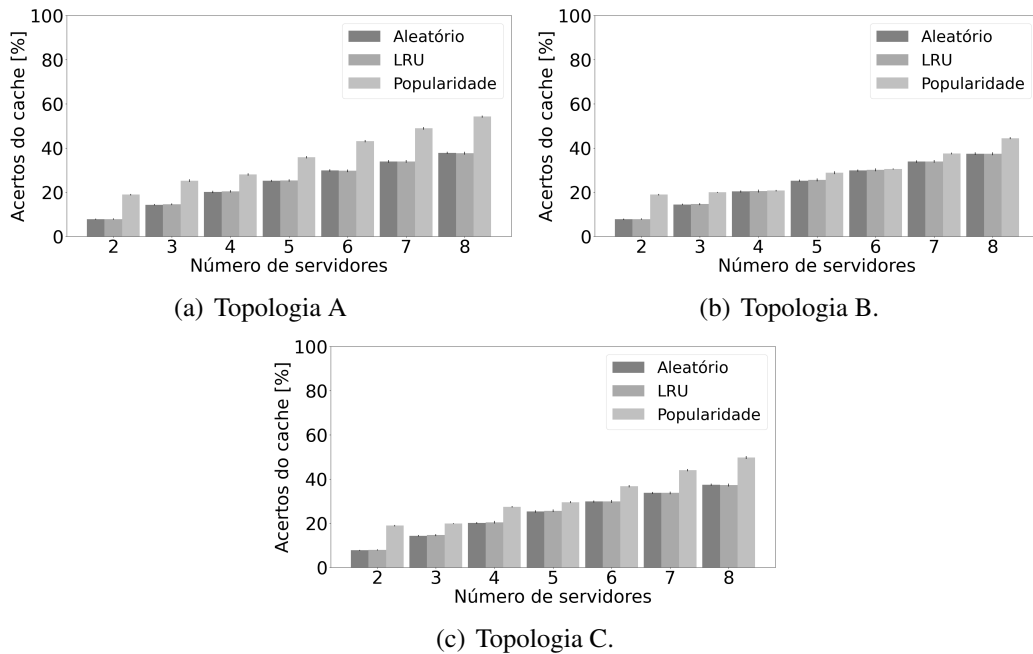 Acertos do cache [%]
100
80
60
40
20
0
Aleatório
LRU
Popularidade
2 3 4 5 6 7 8
Número de servidores
(a) Topologia A
Acertos do cache [%]
100
80
60
40
20
0
Aleatório
LRU
Popularidade
2 3 4 5 6 7 8
Número de servidores
(b) Topologia B.
Acertos do cache [%]
100
80
60
40
20
0
Aleatório
LRU
Popularidade
2 3 4 5 6 7 8
Número de servidores
(c) Topologia C.